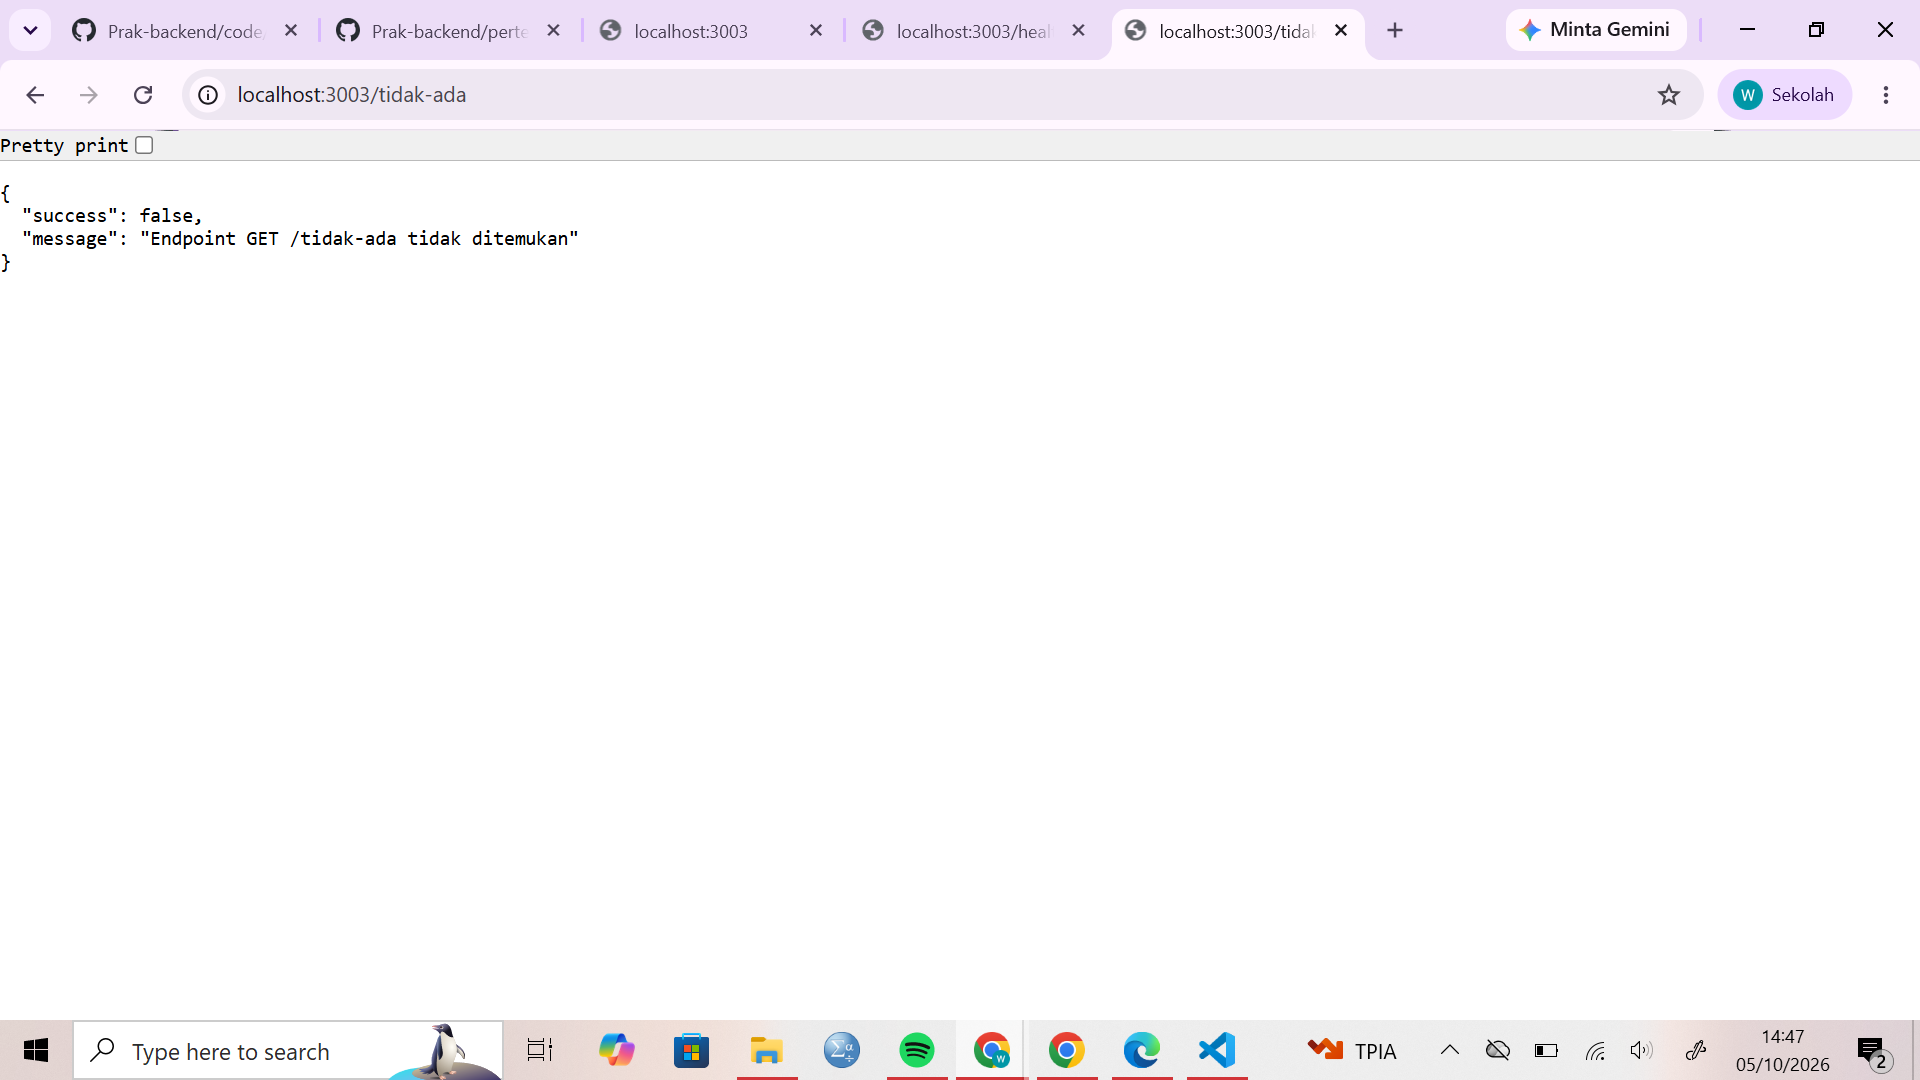 Prak-backend/code
Prak-backend/perte
localhost:3003
localhost:3003/heal
localhost:3003/tidak
Minta Gemini
localhost:3003/tidak-ada
W
Sekolah
Pretty print
{
"success": false,
"message": "Endpoint GET /tidak-ada tidak ditemukan"
}
Type here to search
W
TPIA
14:47
05/10/2026
2